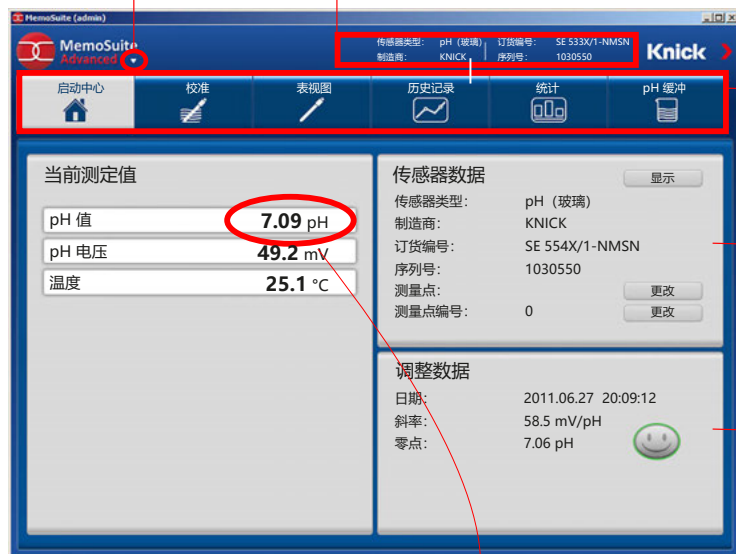 MemoSuite (admin)
MemoSuite
Advanced
传感器类型: pH (玻璃) 订货编号: SE 533X/1-NMSN
制造商: KNICK 序列号: 1030550
Knick
启动中心 校准 表视图 历史记录 统计 pH 缓冲
当前测定值
pH 值 7.09 pH
pH 电压 49.2 mV
温度 25.1 °C
传感器数据 显示
传感器类型: pH (玻璃)
制造商: KNICK
订货编号: SE 554X/1-NMSN
序列号: 1030550
测量点: 更改
测量点编号: 0 更改
调整数据
日期: 2011.06.27 20:09:12
斜率: 58.5 mV/pH
零点: 7.06 pH